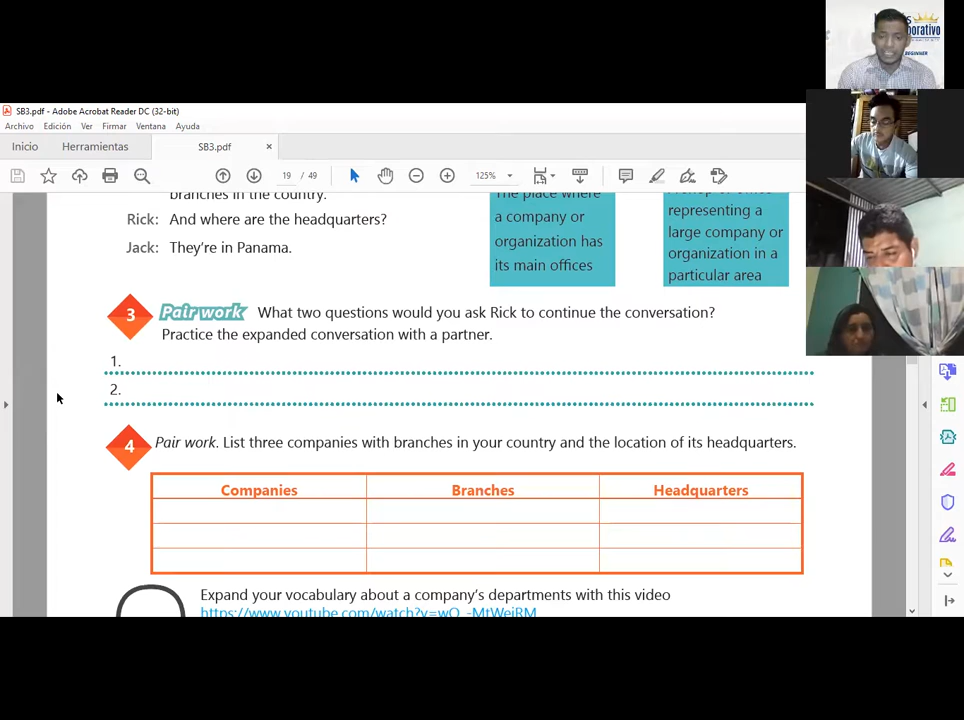 SB3.pdf - Adobe Acrobat Reader DC (32-bit)
Archivo Edición Ver Firmar Ventana Ayuda
Inicio Herramientas SB3.pdf ×
19 / 49 125%
branches in the country.
Rick: And where are the headquarters?
Jack: They're in Panama.
The place where
a company or
organization has
its main offices
representing a
large company or
organization in a
particular area
3 Pair work What two questions would you ask Rick to continue the conversation?
Practice the expanded conversation with a partner.
1.
2.
4 Pair work. List three companies with branches in your country and the location of its headquarters.
Companies Branches Headquarters
Expand your vocabulary about a company's departments with this video
orporativo
BEGINNER